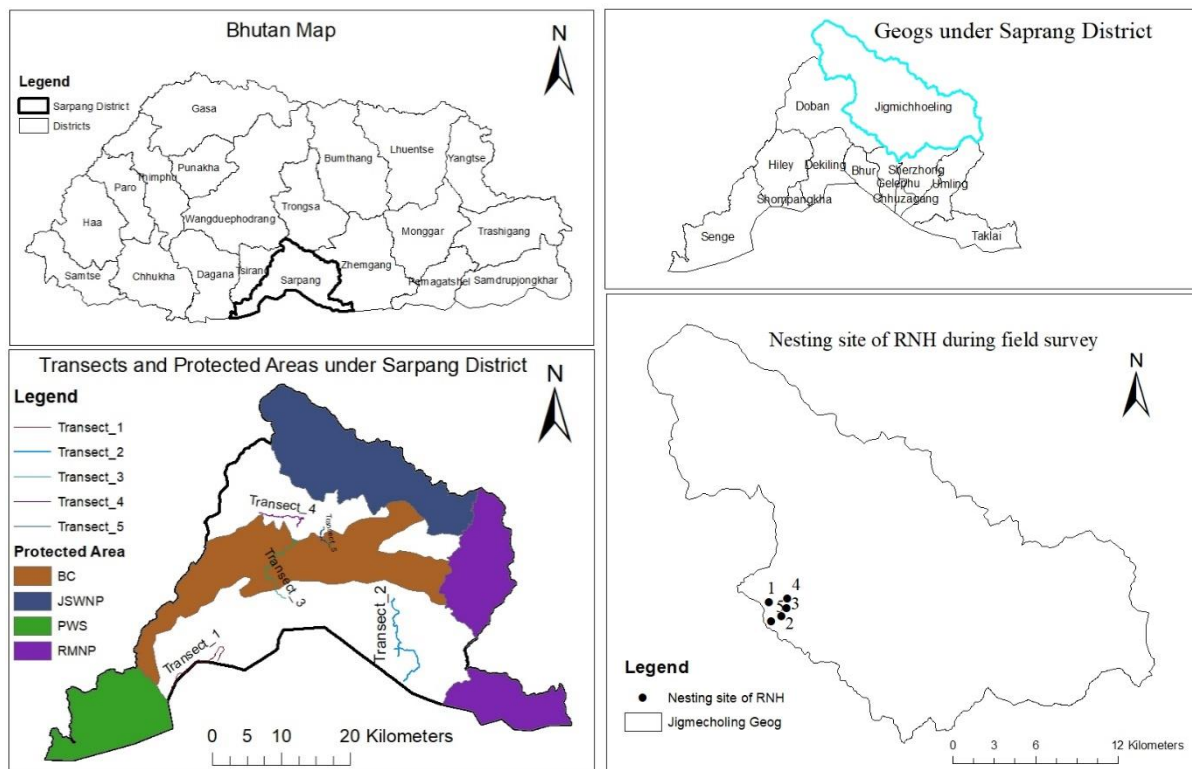 Bhutan Map
N
Legend
Sarpang District
Districts
Gasa
Bumthang
Lhuentse
Yangtse
Punakha
Thimphu
Paro
Trongsa
Wangduephodrang
Haa
Monggar
Trashigang
Zhemgang
Samtse
Chhukha
Dagana
Tsirang
Sarpang
Pemagatshel
Samdrupjongkhar
Geogs under Saprang District
N
Doban
Jigmichhoeling
Hiley
Dekiling
Bhur
Sherzhong
Gelephu
Umling
Shompangkha
Chhuzagang
Senge
Taklai
Transects and Protected Areas under Sarpang District
N
Legend
Transect_1
Transect_2
Transect_3
Transect_4
Transect_5
Protected Area
BC
JSWNP
PWS
RMNP
Transect_4
Transect_5
Transect_3
Transect_2
Transect_1
0 5 10 20 Kilometers
Nesting site of RNH during field survey
N
1
4
3
5
2
Legend
Nesting site of RNH
Jigmecholing Geog
0 3 6 12 Kilometers